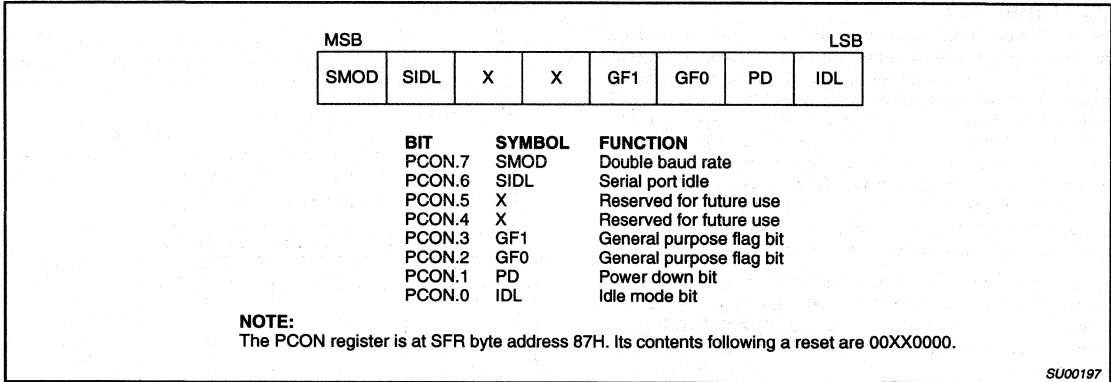 MSB LSB
SMOD SIDL X X GF1 GF0 PD IDL
BIT SYMBOL FUNCTION
PCON.7 SMOD Double baud rate
PCON.6 SIDL Serial port idle
PCON.5 X Reserved for future use
PCON.4 X Reserved for future use
PCON.3 GF1 General purpose flag bit
PCON.2 GF0 General purpose flag bit
PCON.1 PD Power down bit
PCON.0 IDL Idle mode bit
NOTE:
The PCON register is at SFR byte address 87H. Its contents following a reset are 00XX0000.
SU00197